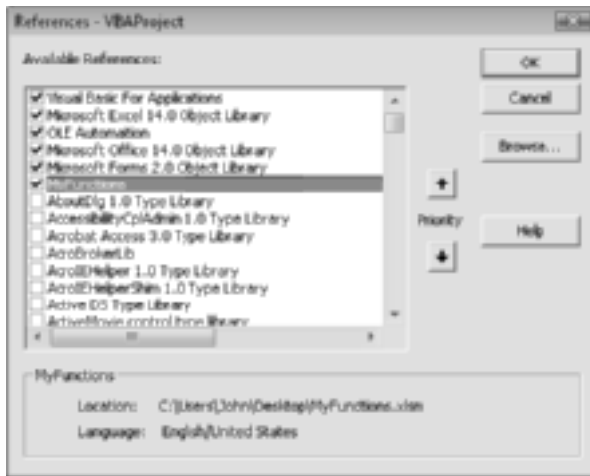 References - VBAProject
Available References:
OK
Cancel
Browse...
Visual Basic For Applications
Microsoft Excel 14.0 Object Library
OLE Automation
Microsoft Office 14.0 Object Library
Microsoft Forms 2.0 Object Library
MyFunctions
AboutDlg 1.0 Type Library
AccessibilityCplAdmin 1.0 Type Library
Acrobat Access 3.0 Type Library
AcroBrokerLib
AcroIEHelper 1.0 Type Library
AcroIEHelperShim 1.0 Type Library
Active DS Type Library
ActiveMovie control type library
Priority
Help
MyFunctions
Location: C:\Users\John\Desktop\MyFunctions.xlsm
Language: English/United States